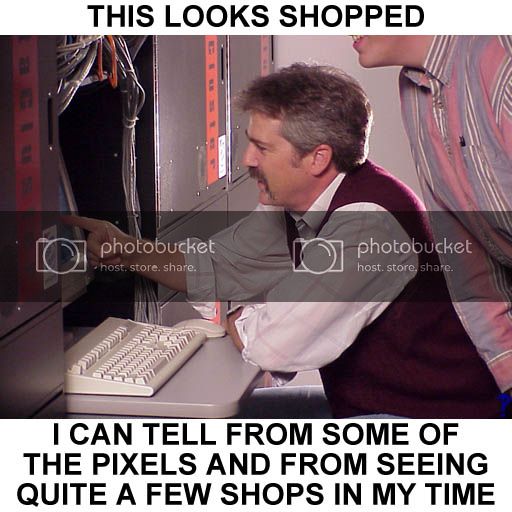 THIS LOOKS SHOPPED
photobucket photobucket
host. store. share. host. store. share.
I CAN TELL FROM SOME OF
THE PIXELS AND FROM SEEING
QUITE A FEW SHOPS IN MY TIME